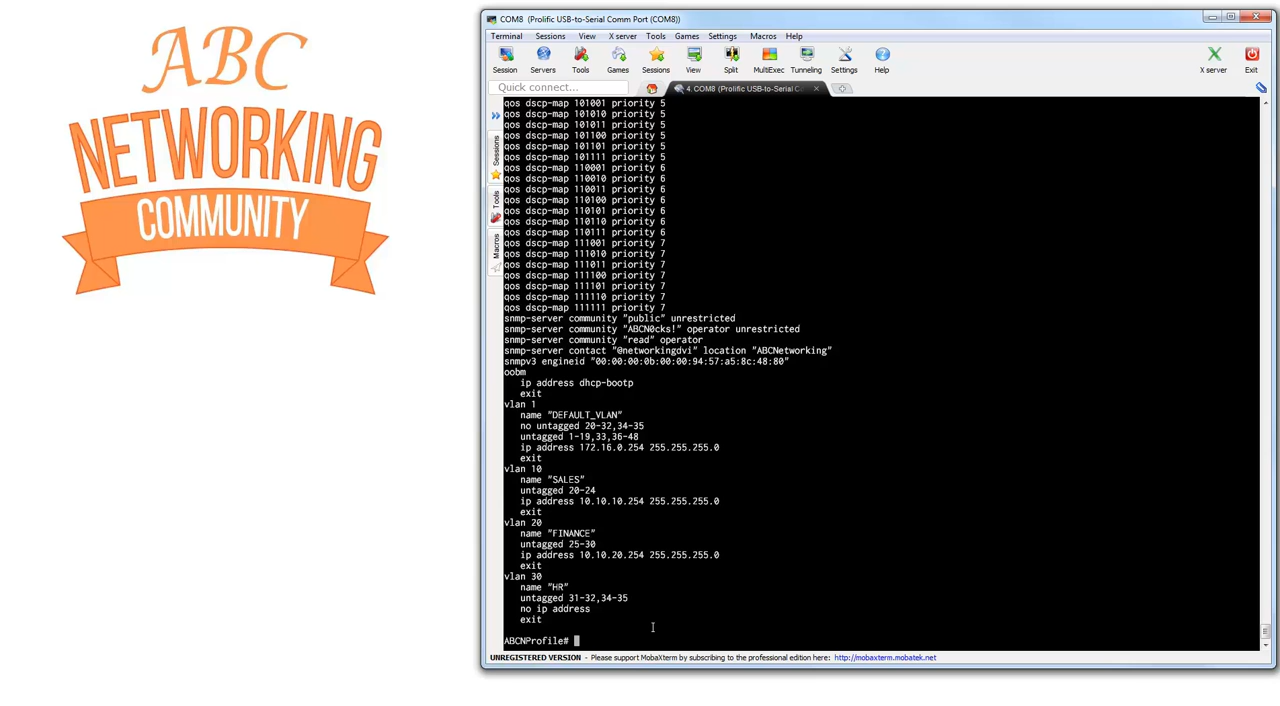 ABC
NETWORKING
COMMUNITY
COM8 (Prolific USB-to-Serial Comm Port (COM8))
Terminal Sessions View X server Tools Games Settings Macros Help
Session Servers Tools Games Sessions View Split MultiExec Tunneling Settings Help X server Exit
Quick connect... 4. COM8 (Prolific USB-to-Serial C
Sessions
Tools
Macros
qos dscp-map 101001 priority 5
qos dscp-map 101010 priority 5
qos dscp-map 101011 priority 5
qos dscp-map 101100 priority 5
qos dscp-map 101101 priority 5
qos dscp-map 101111 priority 5
qos dscp-map 110001 priority 6
qos dscp-map 110010 priority 6
qos dscp-map 110011 priority 6
qos dscp-map 110100 priority 6
qos dscp-map 110101 priority 6
qos dscp-map 110110 priority 6
qos dscp-map 110111 priority 6
qos dscp-map 111001 priority 7
qos dscp-map 111010 priority 7
qos dscp-map 111011 priority 7
qos dscp-map 111100 priority 7
qos dscp-map 111101 priority 7
qos dscp-map 111110 priority 7
qos dscp-map 111111 priority 7
snmp-server community "public" unrestricted
snmp-server community "ABCN0cks!" operator unrestricted
snmp-server community "read" operator
snmp-server contact "@networkingdvi" location "ABCNetworking"
snmpv3 engineid "00:00:00:0b:00:00:94:57:a5:8c:48:80"
oobm
ip address dhcp-bootp
exit
vlan 1
name "DEFAULT_VLAN"
no untagged 20-32,34-35
untagged 1-19,33,36-48
ip address 172.16.0.254 255.255.255.0
exit
vlan 10
name "SALES"
untagged 20-24
ip address 10.10.10.254 255.255.255.0
exit
vlan 20
name "FINANCE"
untagged 25-30
ip address 10.10.20.254 255.255.255.0
exit
vlan 30
name "HR"
untagged 31-32,34-35
no ip address
exit
ABCNProfile#
UNREGISTERED VERSION - Please support MobaXterm by subscribing to the professional edition here: http://mobaxterm.mobatek.net